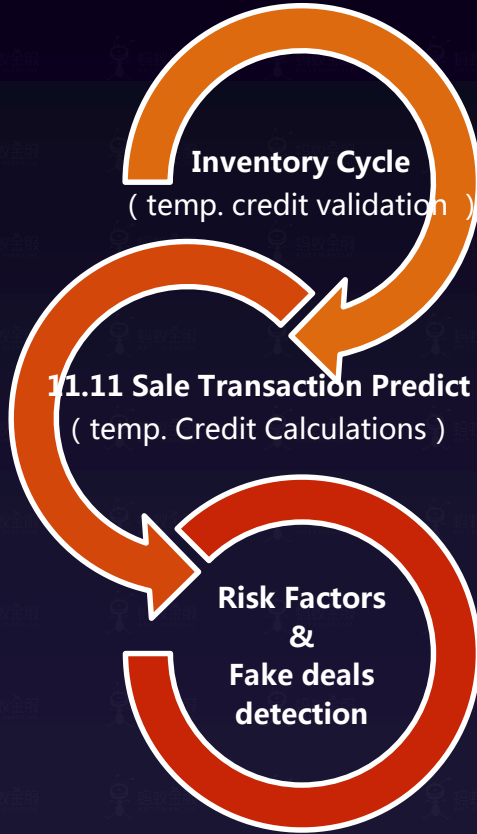 Inventory Cycle
( temp. credit validation )
11.11 Sale Transaction Predict
( temp. Credit Calculations )
Risk Factors
&
Fake deals
detection